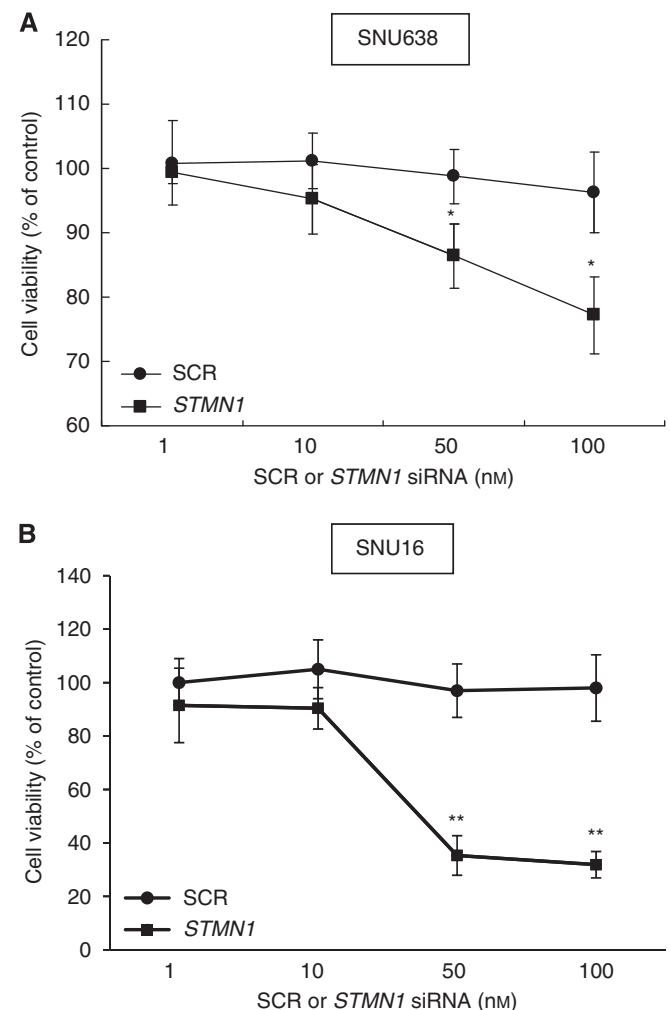 A
SNU638
Cell viability (% of control)
120
110
100
90
80
70
60
*
*
SCR
STMN1
1 10 50 100
SCR or STMN1 siRNA (nM)
B
SNU16
Cell viability (% of control)
140
120
100
80
60
40
20
0
**
**
SCR
STMN1
1 10 50 100
SCR or STMN1 siRNA (nM)